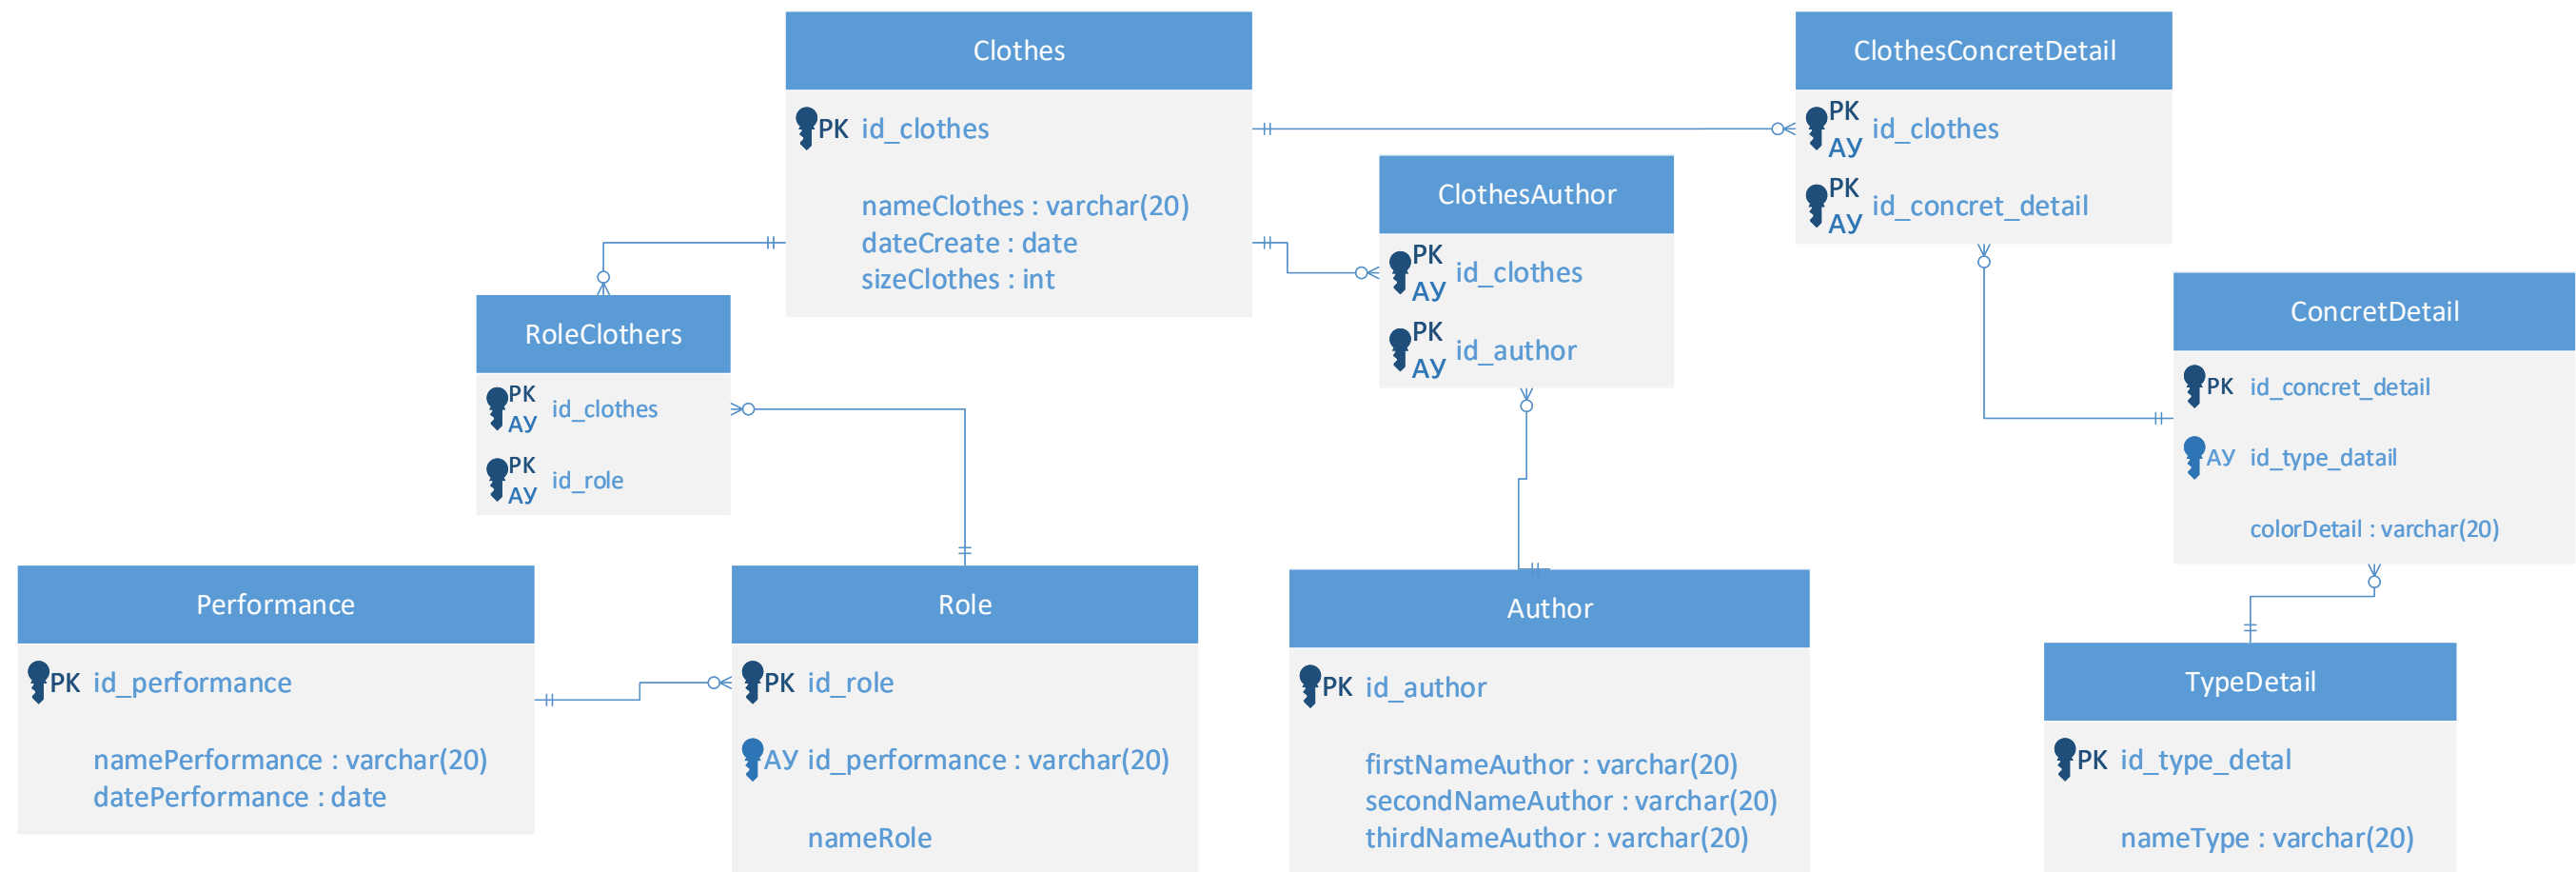 Clothes
PK id_clothes
nameClothes : varchar(20)
dateCreate : date
sizeClothes : int
ClothesConcretDetail
PK
АУ
id_clothes
PK
АУ
id_concret_detail
ClothesAuthor
PK
АУ
id_clothes
PK
АУ
id_author
RoleClothers
PK
АУ
id_clothes
PK
АУ
id_role
ConcretDetail
PK id_concret_detail
АУ id_type_datail
colorDetail : varchar(20)
Performance
PK id_performance
namePerformance : varchar(20)
datePerformance : date
Role
PK id_role
АУ id_performance : varchar(20)
nameRole
Author
PK id_author
firstNameAuthor : varchar(20)
secondNameAuthor : varchar(20)
thirdNameAuthor : varchar(20)
TypeDetail
PK id_type_detal
nameType : varchar(20)